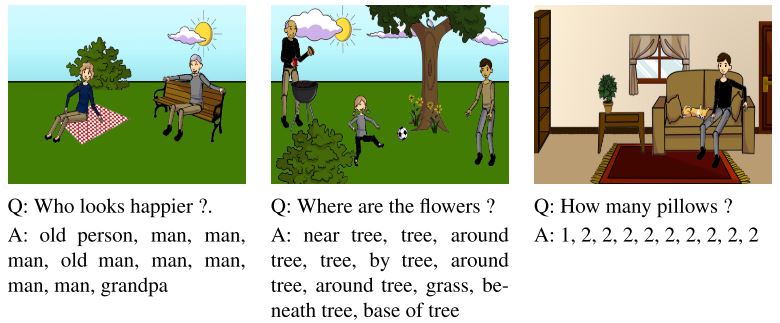 Q: Who looks happier ?.
A: old person, man, man,
man, old man, man, man,
man, man, grandpa
Q: Where are the flowers ?
A: near tree, tree, around
tree, tree, by tree, around
tree, around tree, grass, be-
neath tree, base of tree
Q: How many pillows ?
A: 1, 2, 2, 2, 2, 2, 2, 2, 2, 2